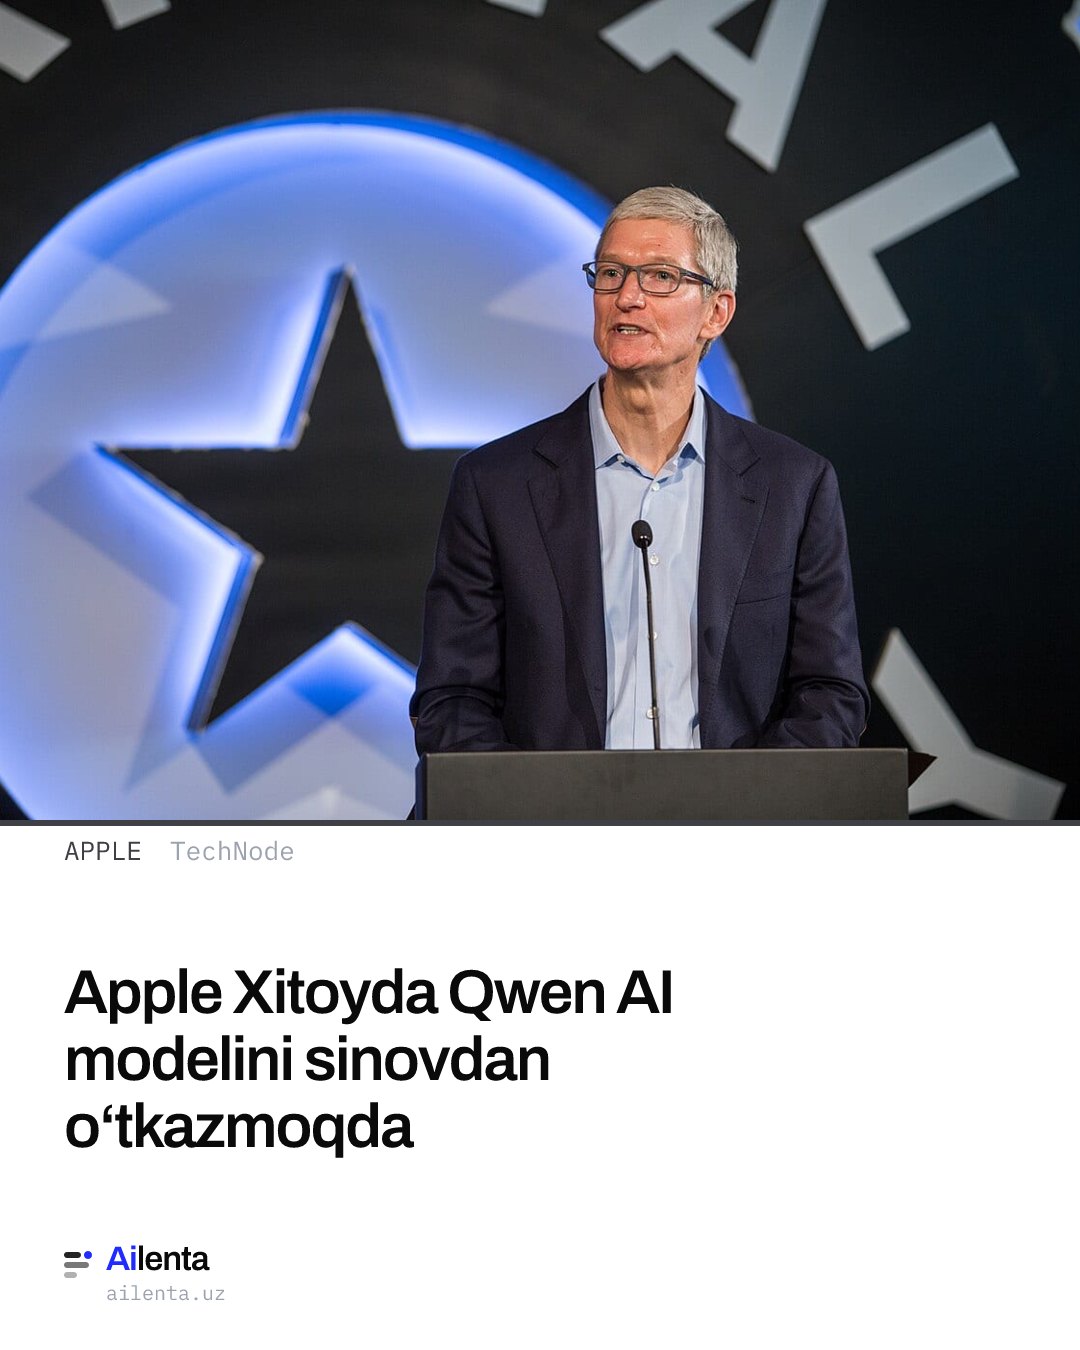 APPLE TechNode
Apple Xitoyda Qwen AI
modelini sinovdan
o‘tkazmoqda
Ailenta
ailenta.uz